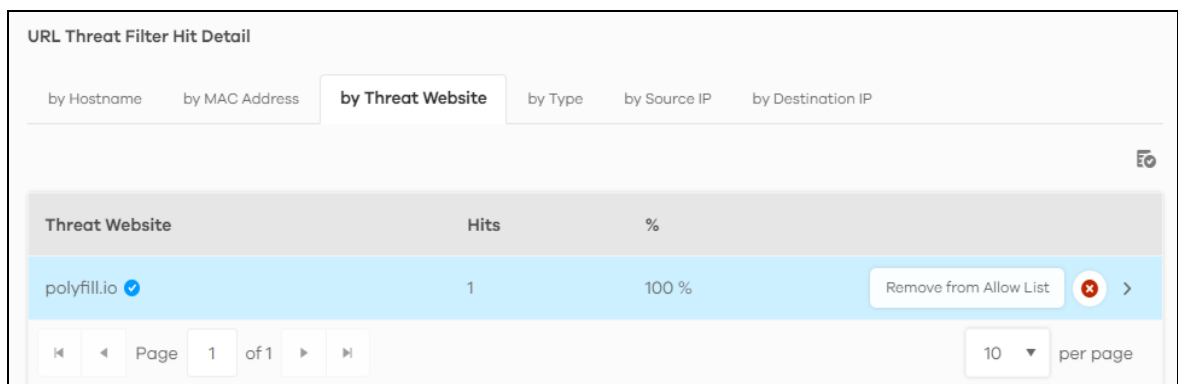 URL Threat Filter Hit Detail
by Hostname by MAC Address by Threat Website by Type by Source IP by Destination IP
Threat Website Hits %
polyfill.io 1 100 % Remove from Allow List
Page 1 of 1 10 per page